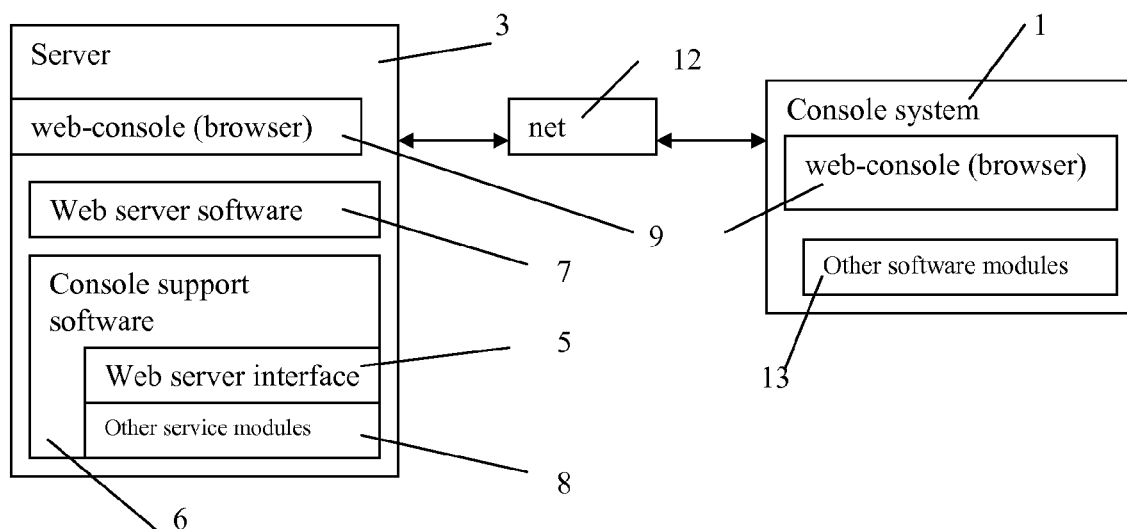 Server
3
web-console (browser)
Web server software
Console support
software
Web server interface
Other service modules
9
7
5
8
6
net
12
1
Console system
web-console (browser)
Other software modules
13